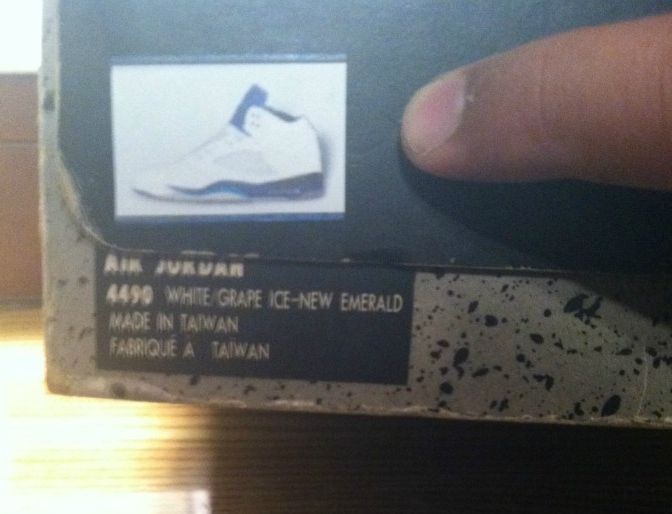 AIR JORDAN
4490 WHITE/GRAPE ICE-NEW EMERALD
MADE IN TAIWAN
FABRIQUÉ A TAIWAN